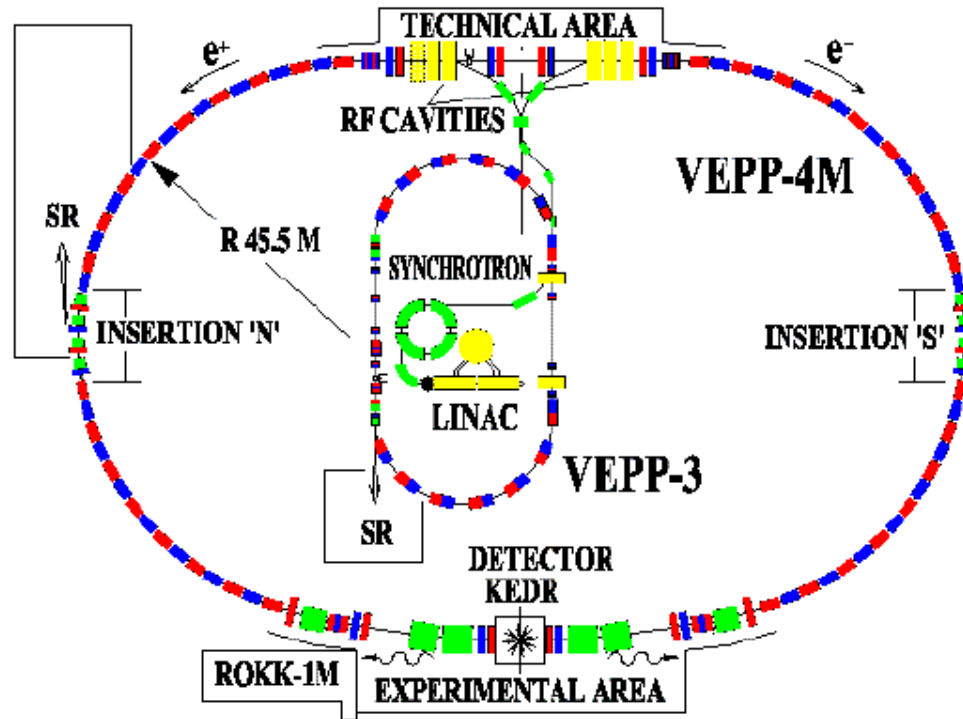 TECHNICAL AREA
e⁺
e⁻
RF CAVITIES
VEPP-4M
SR
R 45.5 M
SYNCHROTRON
INSERTION 'N'
INSERTION 'S'
LINAC
VEPP-3
SR
DETECTOR
KEDR
ROKK-1M
EXPERIMENTAL AREA